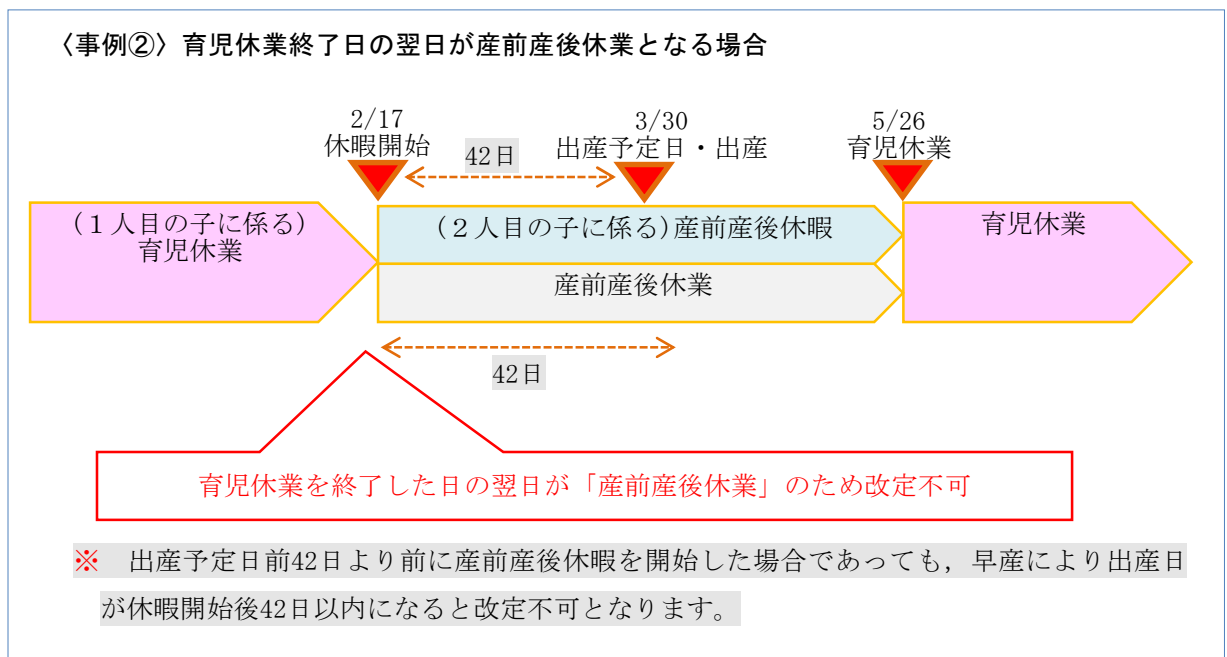 〈事例②〉育児休業終了日の翌日が産前産後休業となる場合
2/17
休暇開始
42日
3/30
出産予定日・出産
5/26
育児休業
(１人目の子に係る)
育児休業
(２人目の子に係る)産前産後休暇
産前産後休業
育児休業
42日
育児休業を終了した日の翌日が「産前産後休業」のため改定不可
※　出産予定日前42日より前に産前産後休暇を開始した場合であっても，早産により出産日
が休暇開始後42日以内になると改定不可となります。